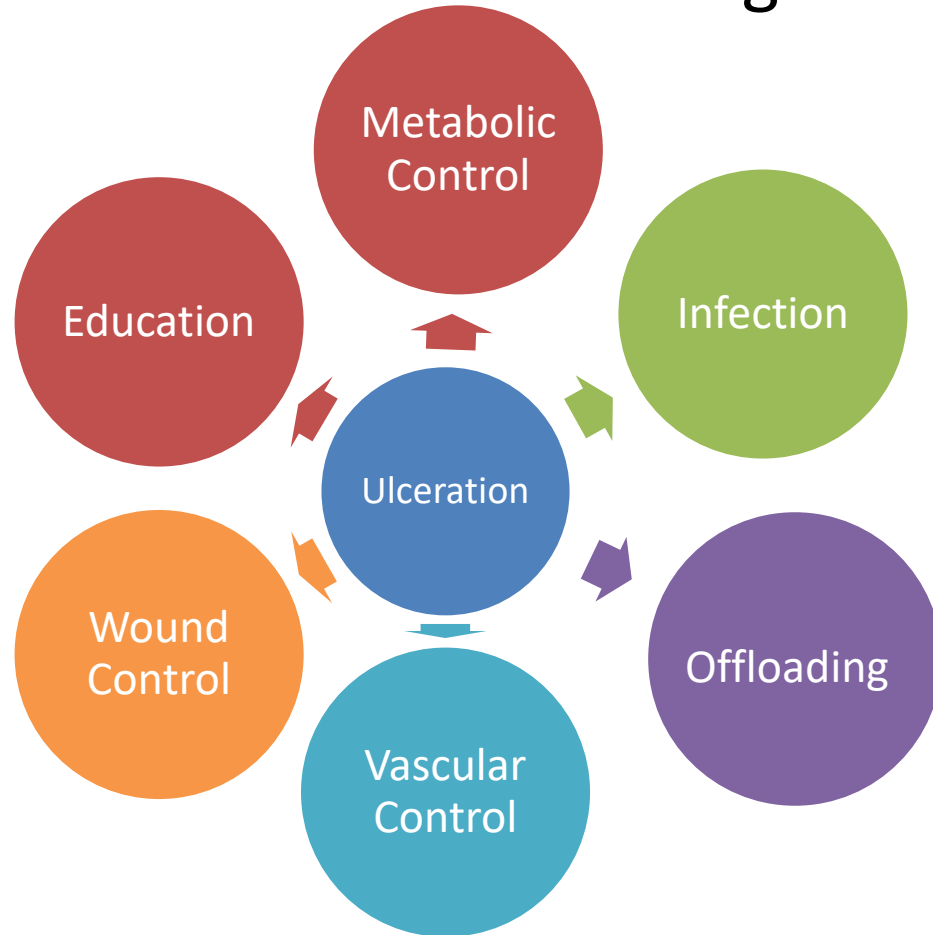 Metabolic
Control
Infection
Offloading
Vascular
Control
Wound
Control
Education
Ulceration